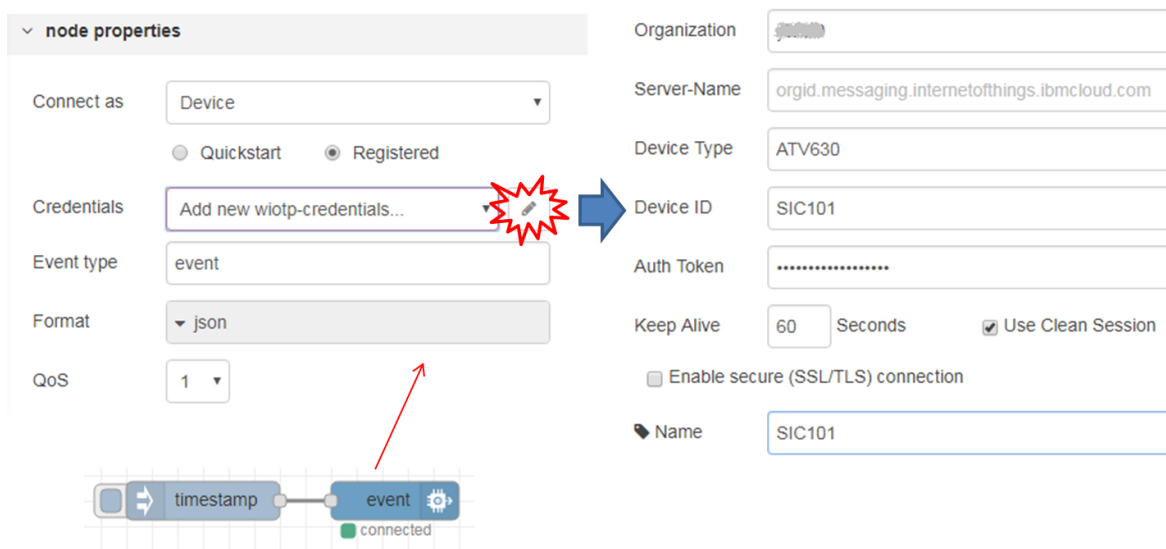 node properties
Connect as
Device
Quickstart
Registered
Credentials
Add new wiotp-credentials...
Event type
event
Format
json
QoS
1
timestamp
event
connected
Organization
Server-Name
orgid.messaging.internetofthings.ibmcloud.com
Device Type
ATV630
Device ID
SIC101
Auth Token
••••••••••••••••••
Keep Alive
60
Seconds
Use Clean Session
Enable secure (SSL/TLS) connection
Name
SIC101